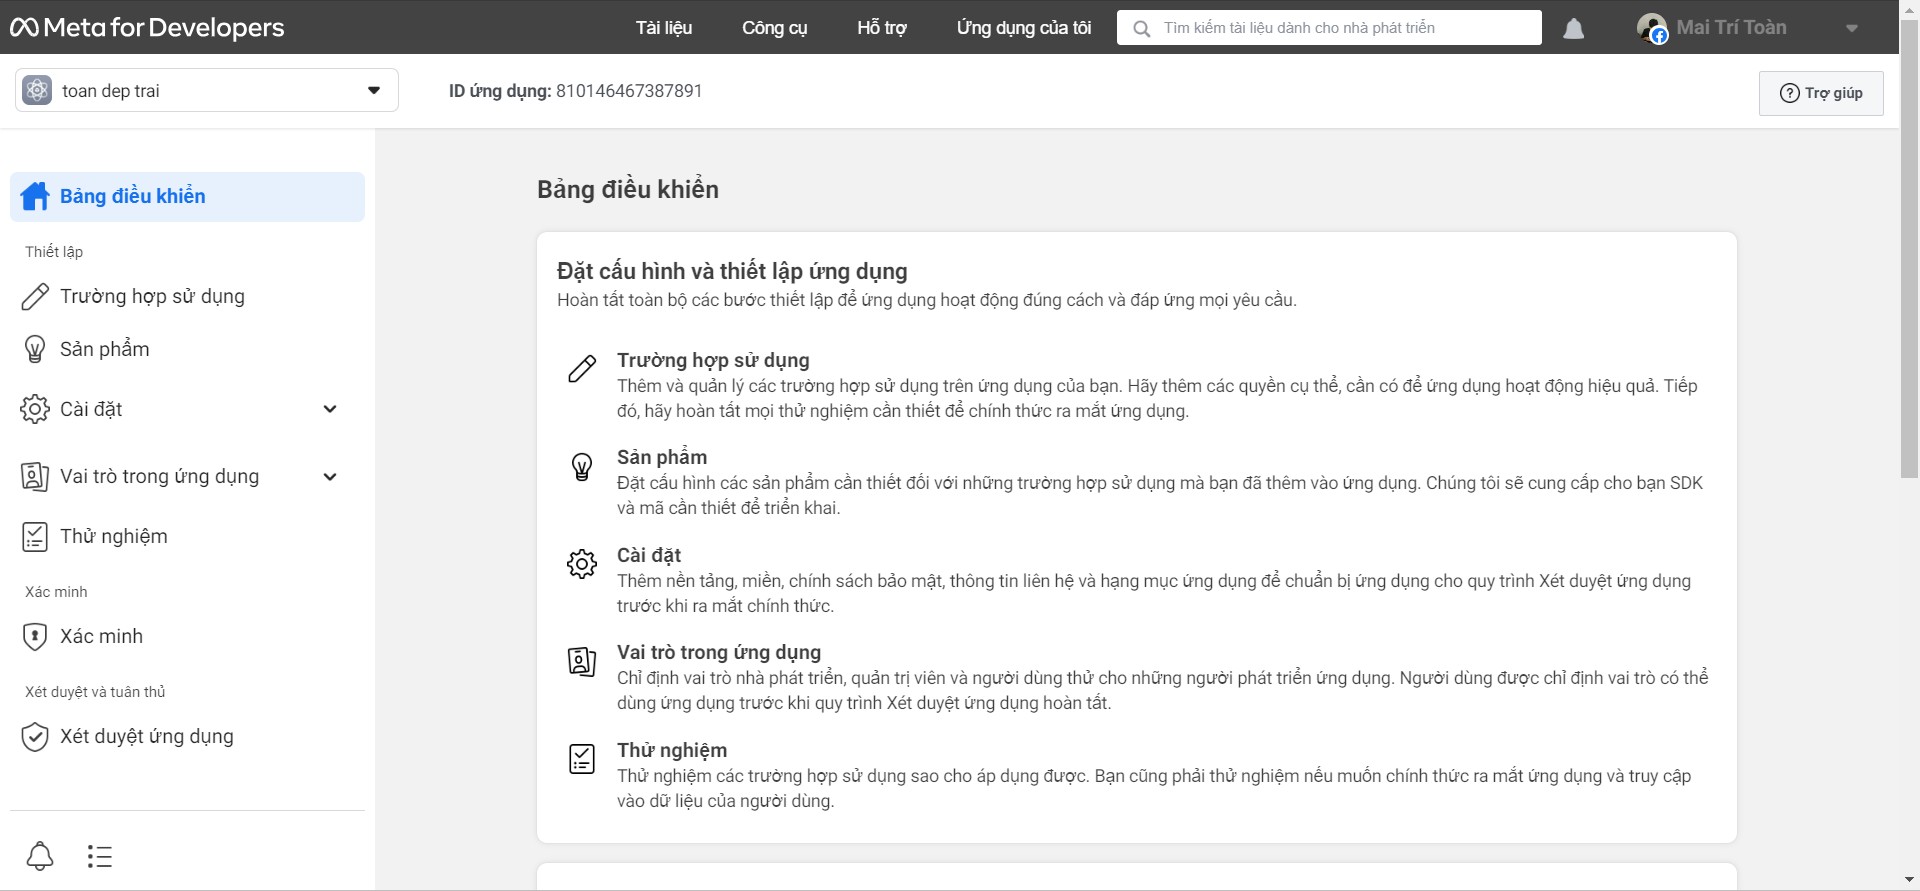 Meta for Developers
Tài liệu
Công cụ
Hỗ trợ
Ứng dụng của tôi
Tìm kiếm tài liệu dành cho nhà phát triển
Mai Trí Toàn
toan dep trai
ID ứng dụng: 810146467387891
Trợ giúp
Bảng điều khiển
Thiết lập
Trường hợp sử dụng
Sản phẩm
Cài đặt
Vai trò trong ứng dụng
Thử nghiệm
Xác minh
Xác minh
Xét duyệt và tuân thủ
Xét duyệt ứng dụng
Bảng điều khiển
Đặt cấu hình và thiết lập ứng dụng
Hoàn tất toàn bộ các bước thiết lập để ứng dụng hoạt động đúng cách và đáp ứng mọi yêu cầu.
Trường hợp sử dụng
Thêm và quản lý các trường hợp sử dụng trên ứng dụng của bạn. Hãy thêm các quyền cụ thể, cần có để ứng dụng hoạt động hiệu quả. Tiếp
đó, hãy hoàn tất mọi thử nghiệm cần thiết để chính thức ra mắt ứng dụng.
Sản phẩm
Đặt cấu hình các sản phẩm cần thiết đối với những trường hợp sử dụng mà bạn đã thêm vào ứng dụng. Chúng tôi sẽ cung cấp cho bạn SDK
và mã cần thiết để triển khai.
Cài đặt
Thêm nền tảng, miền, chính sách bảo mật, thông tin liên hệ và hạng mục ứng dụng để chuẩn bị ứng dụng cho quy trình Xét duyệt ứng dụng
trước khi ra mắt chính thức.
Vai trò trong ứng dụng
Chỉ định vai trò nhà phát triển, quản trị viên và người dùng thử cho những người phát triển ứng dụng. Người dùng được chỉ định vai trò có thể
dùng ứng dụng trước khi quy trình Xét duyệt ứng dụng hoàn tất.
Thử nghiệm
Thử nghiệm các trường hợp sử dụng sao cho áp dụng được. Bạn cũng phải thử nghiệm nếu muốn chính thức ra mắt ứng dụng và truy cập
vào dữ liệu của người dùng.